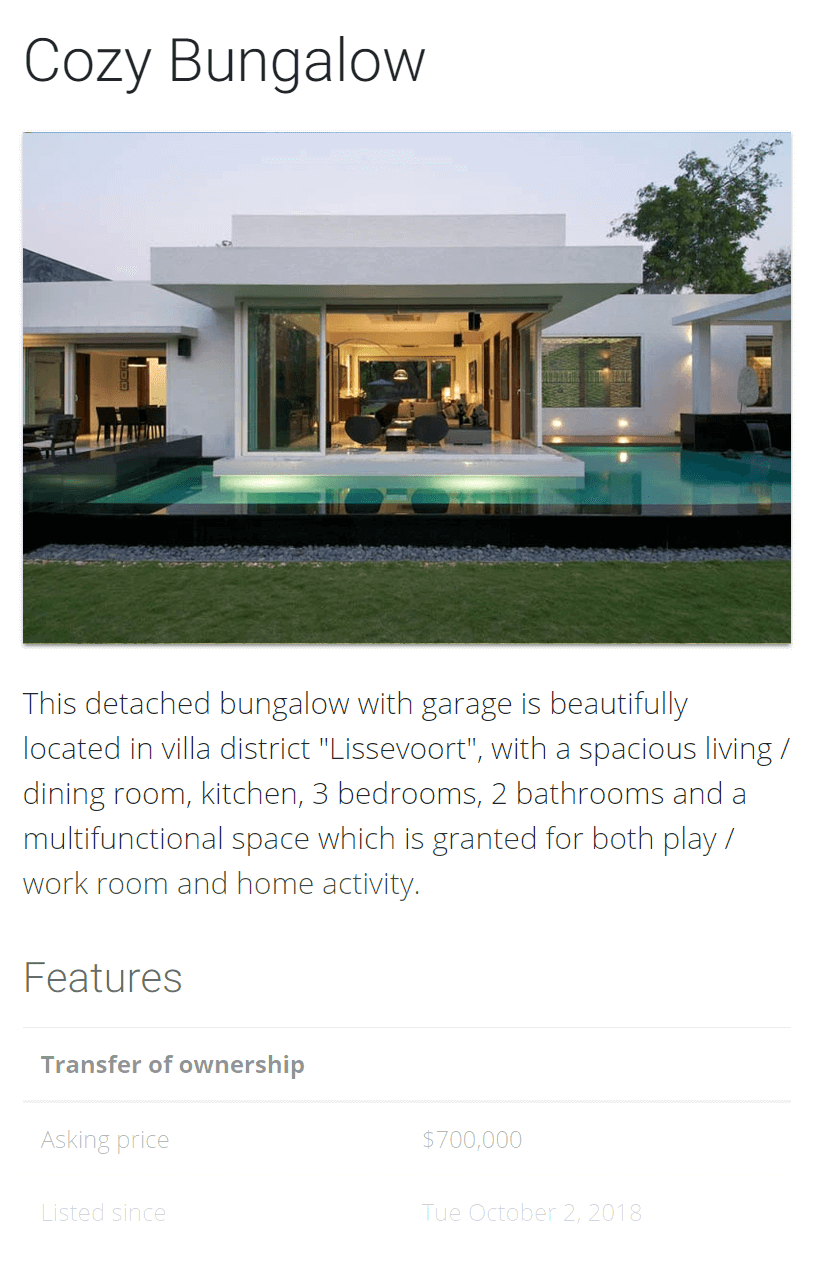 Cozy Bungalow
This detached bungalow with garage is beautifully
located in villa district "Lissevoort", with a spacious living /
dining room, kitchen, 3 bedrooms, 2 bathrooms and a
multifunctional space which is granted for both play /
work room and home activity.
Features
Transfer of ownership
Asking price $700,000
Listed since Tue October 2, 2018